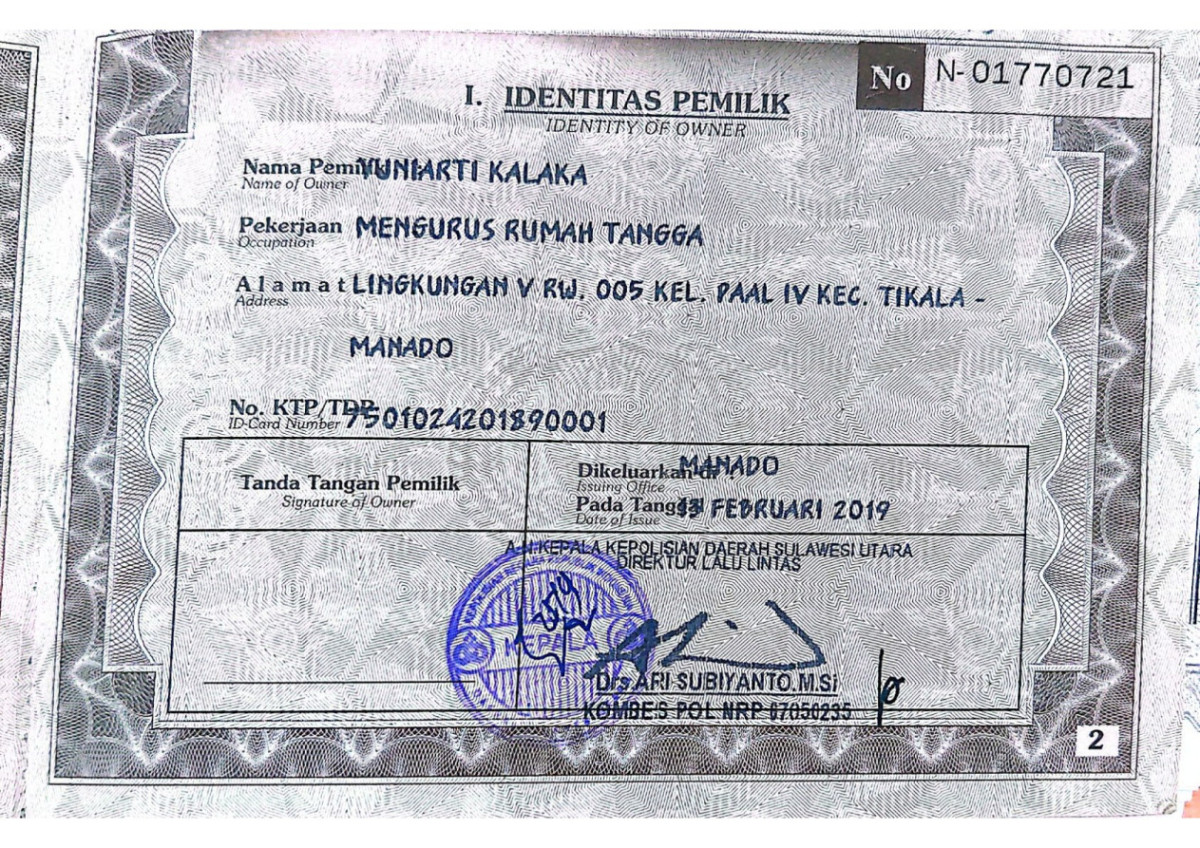 No N-01770721
I. IDENTITAS PEMILIK
IDENTITY OF OWNER
Nama Pemilik YUNIARTI KALAKA
Name of Owner
Pekerjaan MENGURUS RUMAH TANGGA
Occupation
Alamat LINGKUNGAN V RW. 005 KEL. PAAL IV KEC. TIKALA -
Address
MANADO
No. KTP/TDP 7501024201890001
ID-Card Number
Tanda Tangan Pemilik
Signature of Owner
Dikeluarkan di : MANADO
Issuing Office
Pada Tanggal 13 FEBRUARI 2019
Date of Issue
A.N. KEPALA KEPOLISIAN DAERAH SULAWESI UTARA
DIREKTUR LALU LINTAS
KEPALA
Drs ARI SUBIYANTO.M.Si
KOMBES POL NRP 67050235
2